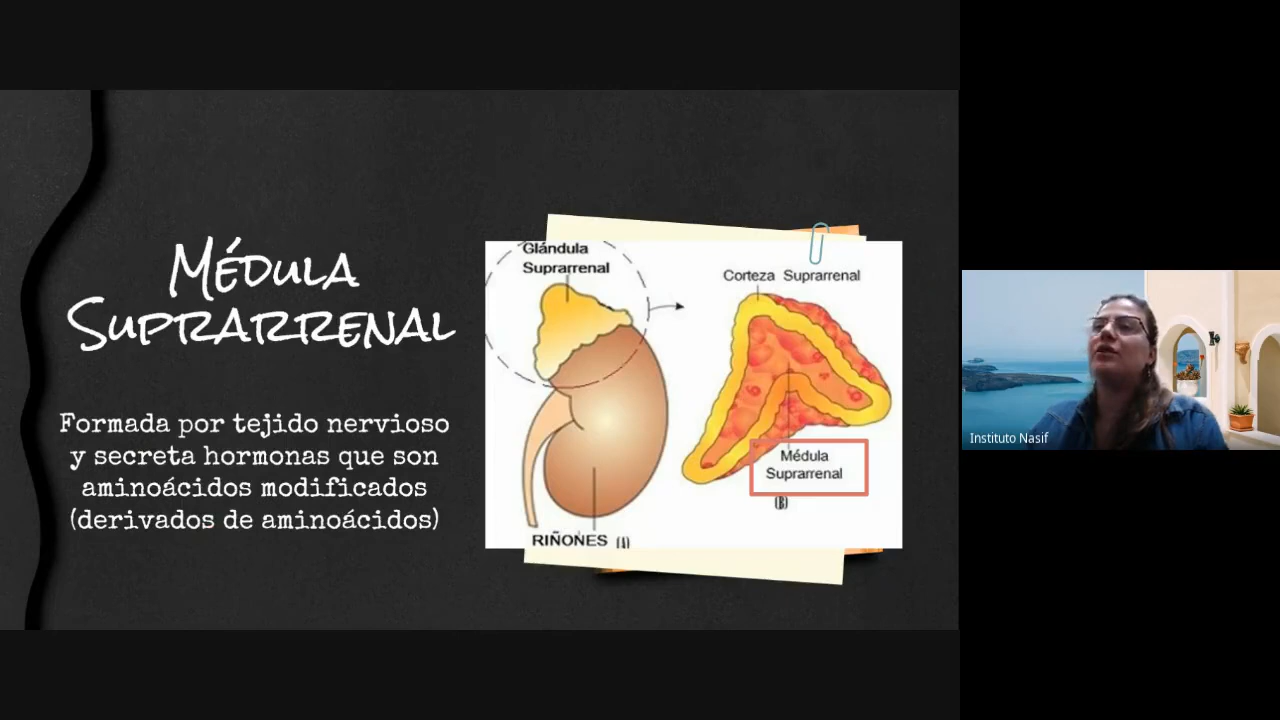 Médula
Suprarrenal
Formada por tejido nervioso
y secreta hormonas que son
aminoácidos modificados
(derivados de aminoácidos)
Glándula
Suprarrenal
RIÑONES (A)
Corteza Suprarrenal
Médula
Suprarrenal
(B)
Instituto Nasif